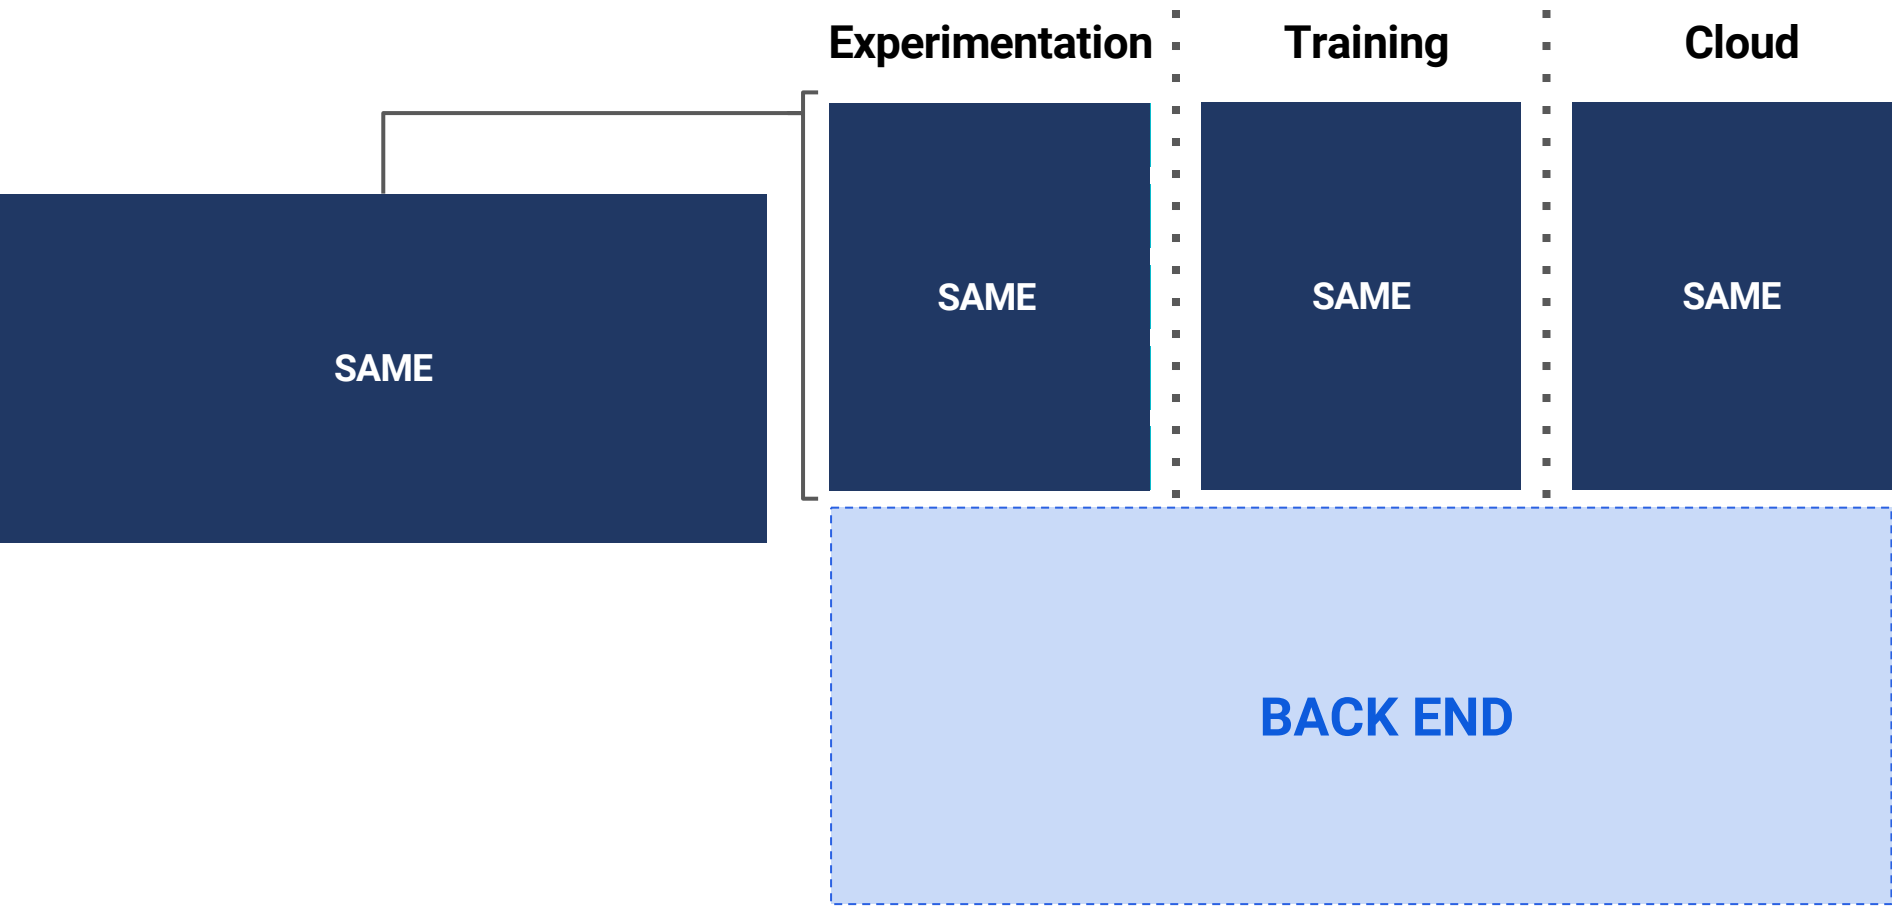 Experimentation
Training
Cloud
SAME
SAME
SAME
SAME
BACK END